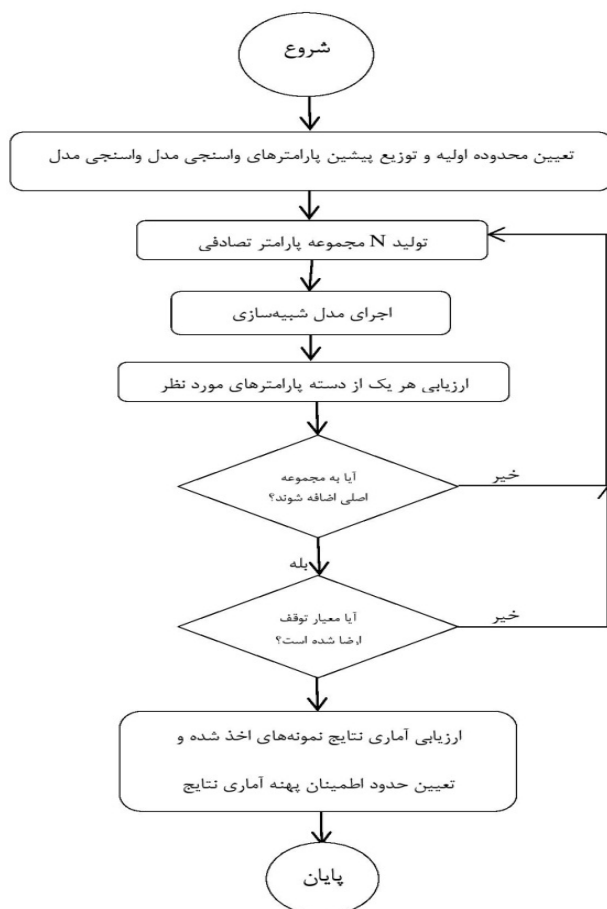 شروع
تعیین محدوده اولیه و توزیع پیشین پارامترهای واسنجی مدل واسنجی مدل
تولید N مجموعه پارامتر تصادفی
اجرای مدل شبیه‌سازی
ارزیابی هر یک از دسته پارامترهای مورد نظر
آیا به مجموعه
اصلی اضافه شوند؟
خیر
بله
آیا معیار توقف
ارضا شده است؟
خیر
ارزیابی آماری نتایج نمونه‌های اخذ شده و
تعیین حدود اطمینان پهنه آماری نتایج
پایان